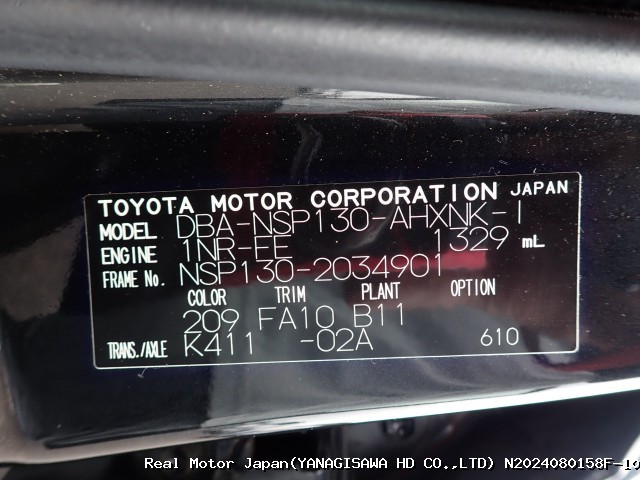 TOYOTA MOTOR CORPORATION JAPAN
MODEL DBA-NSP130-AHXNK-I
ENGINE 1NR-FE 1329 mL
FRAME No. NSP130-2034901
COLOR TRIM PLANT OPTION
209 FA10 B11
TRANS./AXLE K411 -02A 610
Real Motor Japan(YANAGISAWA HD CO.,LTD) N2024080158F-10